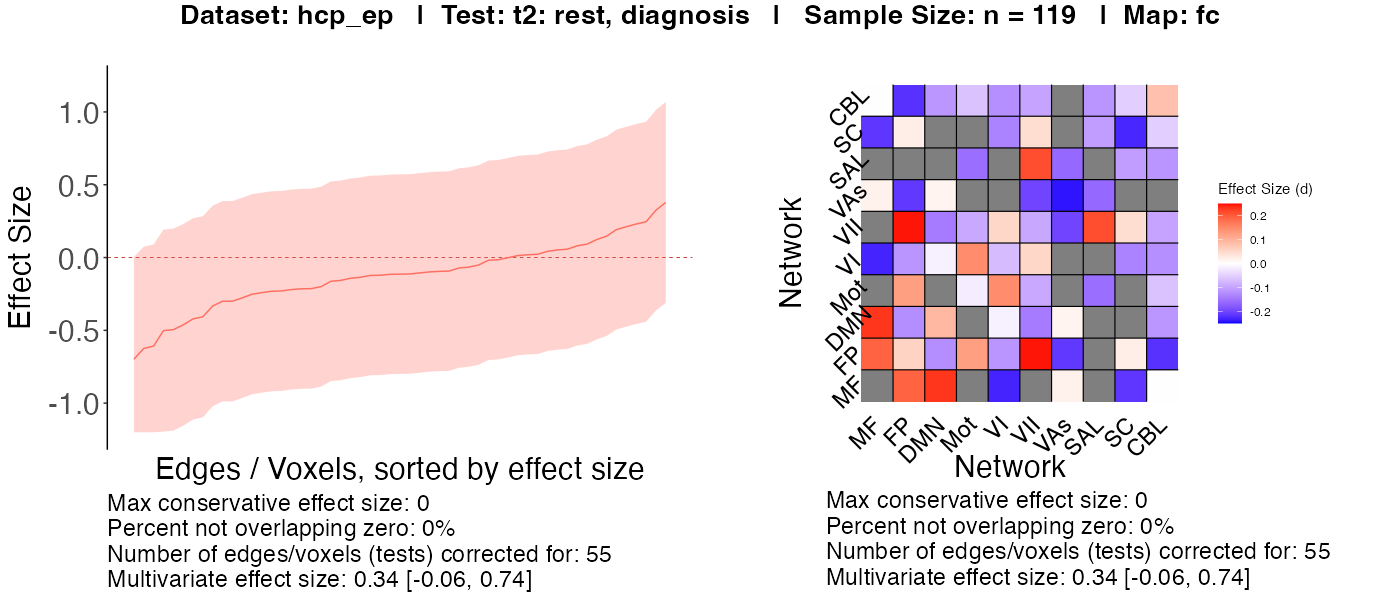 Dataset: hcp_ep | Test: t2: rest, diagnosis | Sample Size: n = 119 | Map: fc
Effect Size
1.0
0.5
0.0
-0.5
-1.0
Edges / Voxels, sorted by effect size
Max conservative effect size: 0
Percent not overlapping zero: 0%
Number of edges/voxels (tests) corrected for: 55
Multivariate effect size: 0.34 [-0.06, 0.74]
Network
CBL
SC
SAL
VAs
VII
VI
Mot
DMN
FP
MF
MF
FP
DMN
Mot
VI
VII
VAs
SAL
SC
CBL
Network
Effect Size (d)
0.2
0.1
0.0
-0.1
-0.2
Max conservative effect size: 0
Percent not overlapping zero: 0%
Number of edges/voxels (tests) corrected for: 55
Multivariate effect size: 0.34 [-0.06, 0.74]